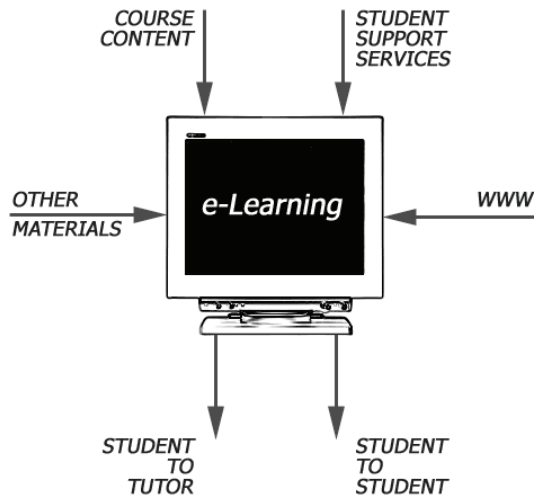 COURSE
CONTENT
STUDENT
SUPPORT
SERVICES
e-Learning
OTHER
MATERIALS
WWW
STUDENT
TO
TUTOR
STUDENT
TO
STUDENT